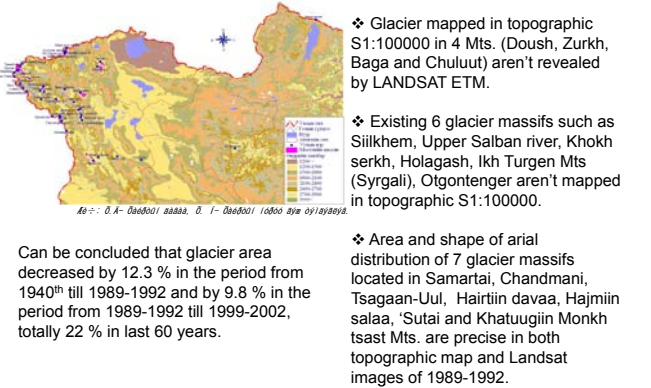 ❖ Glacier mapped in topographic
S1:100000 in 4 Mts. (Doush, Zurkh,
Baga and Chuluut) aren't revealed
by LANDSAT ETM.
❖ Existing 6 glacier massifs such as
Siilkhem, Upper Salban river, Khokh
serkh, Holagash, Ikh Turgen Mts
(Syrgali), Otgontenger aren't mapped
in topographic S1:100000.
❖ Area and shape of arial
distribution of 7 glacier massifs
located in Samartai, Chandmani,
Tsagaan-Uul, Hairtiin davaa, Hajmiin
salaa, 'Sutai and Khatuugiin Monkh
tsast Mts. are precise in both
topographic map and Landsat
images of 1989-1992.
Can be concluded that glacier area
decreased by 12.3 % in the period from
1940th till 1989-1992 and by 9.8 % in the
period from 1989-1992 till 1999-2002,
totally 22 % in last 60 years.